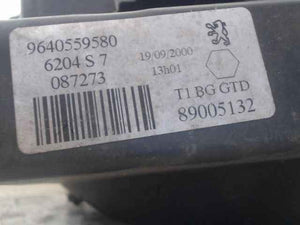 9640559580
6204 S 7
087273
19/09/2000
13h01
T1 BG GTD
89005132